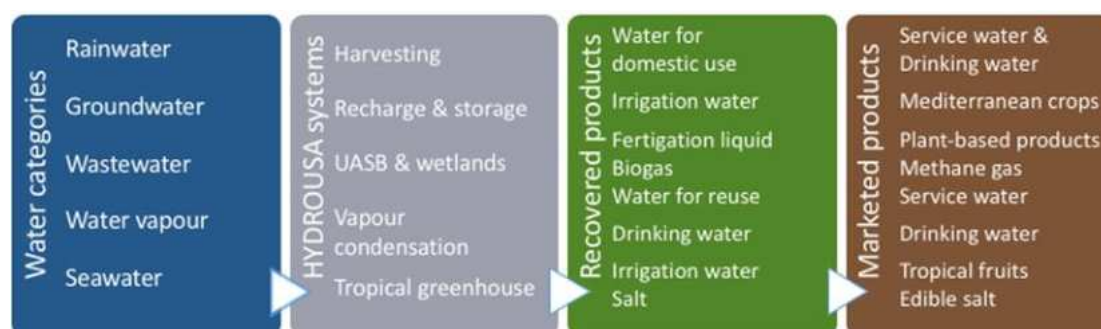 Water categories
Rainwater
Groundwater
Wastewater
Water vapour
Seawater
HYDROUSA systems
Harvesting
Recharge & storage
UASB & wetlands
Vapour
condensation
Tropical greenhouse
Recovered products
Water for
domestic use
Irrigation water
Fertigation liquid
Biogas
Water for reuse
Drinking water
Irrigation water
Salt
Marketed products
Service water &
Drinking water
Mediterranean crops
Plant-based products
Methane gas
Service water
Drinking water
Tropical fruits
Edible salt